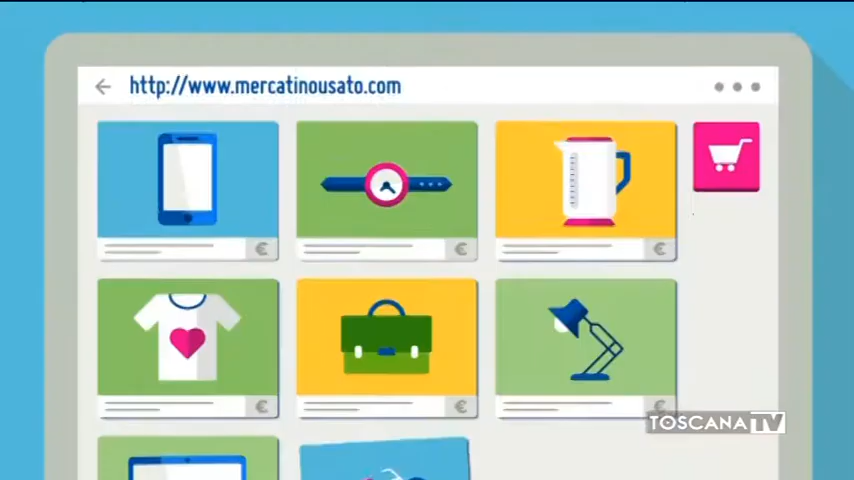 http://www.mercatinousato.com
€ € €
€ € €
TOSCANA TV